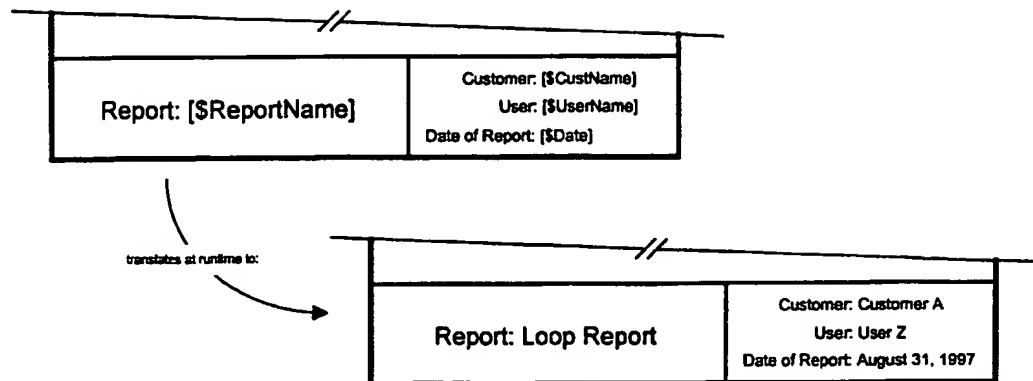 Report: [$ReportName]
Customer: [$CustName]
User: [$UserName]
Date of Report: [$Date]
translates at runtime to:
Report: Loop Report
Customer: Customer A
User: User Z
Date of Report: August 31, 1997